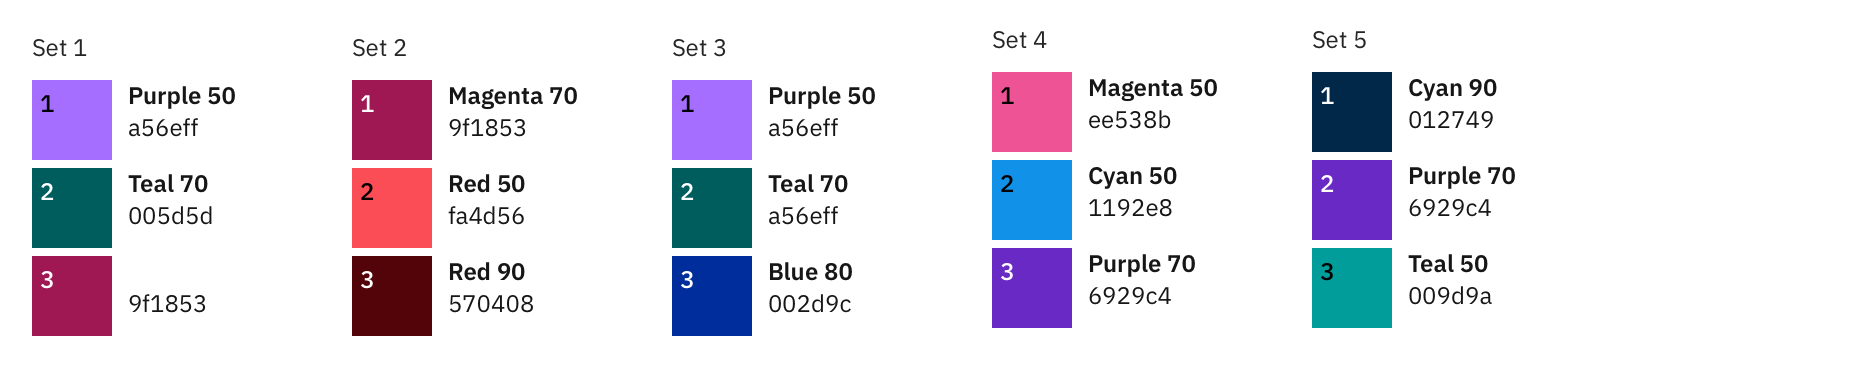 Set 1
1
Purple 50
a56eff
2
Teal 70
005d5d
3
9f1853
Set 2
1
Magenta 70
9f1853
2
Red 50
fa4d56
3
Red 90
570408
Set 3
1
Purple 50
a56eff
2
Teal 70
a56eff
3
Blue 80
002d9c
Set 4
1
Magenta 50
ee538b
2
Cyan 50
1192e8
3
Purple 70
6929c4
Set 5
1
Cyan 90
012749
2
Purple 70
6929c4
3
Teal 50
009d9a